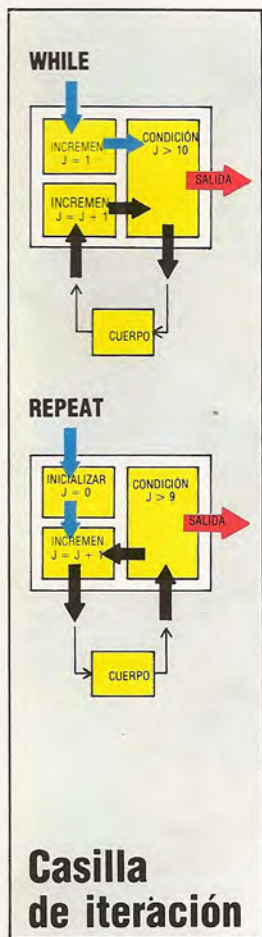 WHILE
INCREMEN
J = 1
CONDICIÓN
J > 10
SALIDA
INCREMEN
J = J + 1
CUERPO
REPEAT
INICIALIZAR
J = 0
CONDICIÓN
J > 9
SALIDA
INCREMEN
J = J + 1
CUERPO
Casilla
de iteración